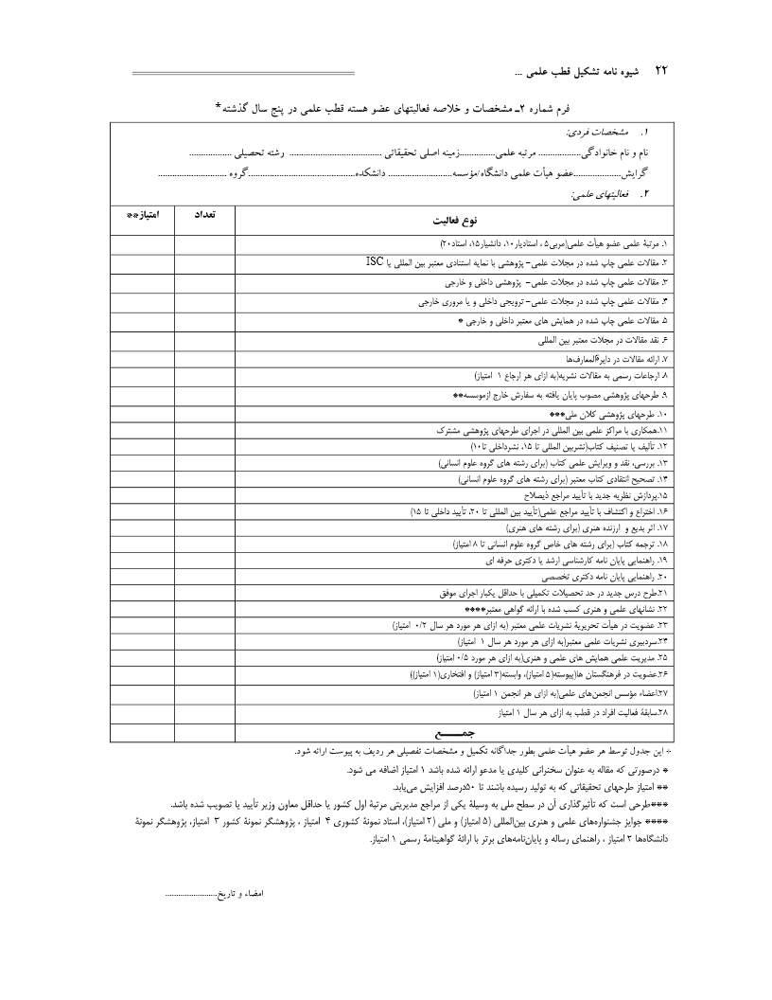 ۲۲ شیوه نامه تشکیل قطب علمی ...
فرم شماره ۲ـ مشخصات و خلاصه فعالیتهای عضو هسته قطب علمی در پنج سال گذشته*
۱. مشخصات فردی:
نام و نام خانوادگی.................. مرتبه علمی...............زمینه اصلی تحقیقاتی ....................................... رشته تحصیلی ..................
گرایش....................عضو هیأت علمی دانشگاه/مؤسسه........................... دانشکده.............................................گروه .............................
۲. فعالیتهای علمی:
نوع فعالیت تعداد امتیاز**
۱. مرتبۀ علمی عضو هیأت علمی(مربی۵ ، استادیار۱۰، دانشیار۱۵، استاد۲۰)
۲. مقالات علمی چاپ شده در مجلات علمی- پژوهشی با نمایه استنادی معتبر بین المللی یا ISC
۳. مقالات علمی چاپ شده در مجلات علمی- پژوهشی داخلی و خارجی
۴. مقالات علمی چاپ شده در مجلات علمی- ترویجی داخلی و یا مروری خارجی
۵. مقالات علمی چاپ شده در همایش های معتبر داخلی و خارجی *
۶. نقد مقالات در مجلات معتبر بین المللی
۷. ارائه مقالات در دایرةالمعارف‌ها
۸. ارجاعات رسمی به مقالات نشریه(به ازای هر ارجاع ۱ امتیاز)
۹. طرحهای پژوهشی مصوب پایان یافته به سفارش خارج ازموسسه**
۱۰. طرحهای پژوهشی کلان ملی***
۱۱.همکاری با مراکز علمی بین المللی در اجرای طرحهای پژوهشی مشترک
۱۲. تألیف یا تصنیف کتاب(نشربین المللی تا ۱۵، نشرداخلی تا۱۰)
۱۳. بررسی، نقد و ویرایش علمی کتاب (برای رشته های گروه علوم انسانی)
۱۴. تصحیح انتقادی کتاب معتبر (برای رشته های گروه علوم انسانی)
۱۵.پردازش نظریه جدید با تأیید مراجع ذیصلاح
۱۶. اختراع و اکتشاف با تأیید مراجع علمی(تأیید بین المللی تا ۲۰، تأیید داخلی تا ۱۵)
۱۷. اثر بدیع و ارزنده هنری (برای رشته های هنری)
۱۸. ترجمه کتاب (برای رشته های خاص گروه علوم انسانی تا ۸ امتیاز)
۱۹. راهنمایی پایان نامه کارشناسی ارشد یا دکتری حرفه ای
۲۰. راهنمایی پایان نامه دکتری تخصصی
۲۱.طرح درس جدید در حد تحصیلات تکمیلی با حداقل یکبار اجرای موفق
۲۲. نشانهای علمی و هنری کسب شده با ارائه گواهی معتبر****
۲۳. عضویت در هیأت تحریریۀ نشریات علمی معتبر (به ازای هر مورد هر سال ۰/۲ امتیاز)
۲۴.سردبیری نشریات علمی معتبر(به ازای هر مورد هر سال ۱ امتیاز)
۲۵. مدیریت علمی همایش های علمی و هنری(به ازای هر مورد ۰/۵ امتیاز)
۲۶.عضویت در فرهنگستان ها(پیوسته(۵ امتیاز)، وابسته(۳ امتیاز) و افتخاری(۱ امتیاز))
۲۷.اعضاء مؤسس انجمن‌های علمی(به ازای هر انجمن ۱ امتیاز)
۲۸.سابقۀ فعالیت افراد در قطب به ازای هر سال ۱ امتیاز
جمـــــع
÷ این جدول توسط هر عضو هیأت علمی بطور جداگانه تکمیل و مشخصات تفصیلی هر ردیف به پیوست ارائه شود.
* درصورتی که مقاله به عنوان سخنرانی کلیدی یا مدعو ارائه شده باشد ۱ امتیاز اضافه می شود.
** امتیاز طرحهای تحقیقاتی که به تولید رسیده باشند تا ۵۰درصد افزایش می‌یابد.
***طرحی است که تأثیرگذاری آن در سطح ملی به وسیلۀ یکی از مراجع مدیریتی مرتبۀ اول کشور یا حداقل معاون وزیر تأیید یا تصویب شده باشد.
**** جوایز جشنواره‌های علمی و هنری بین‌المللی (۵ امتیاز) و ملی (۲ امتیاز)، استاد نمونۀ کشوری ۴ امتیاز ، پژوهشگر نمونۀ کشور ۳ امتیاز، پژوهشگر نمونۀ
دانشگاه‌ها ۲ امتیاز ، راهنمای رساله و پایان‌نامه‌های برتر با ارائۀ گواهینامۀ رسمی ۱ امتیاز.
امضاء و تاریخ........................